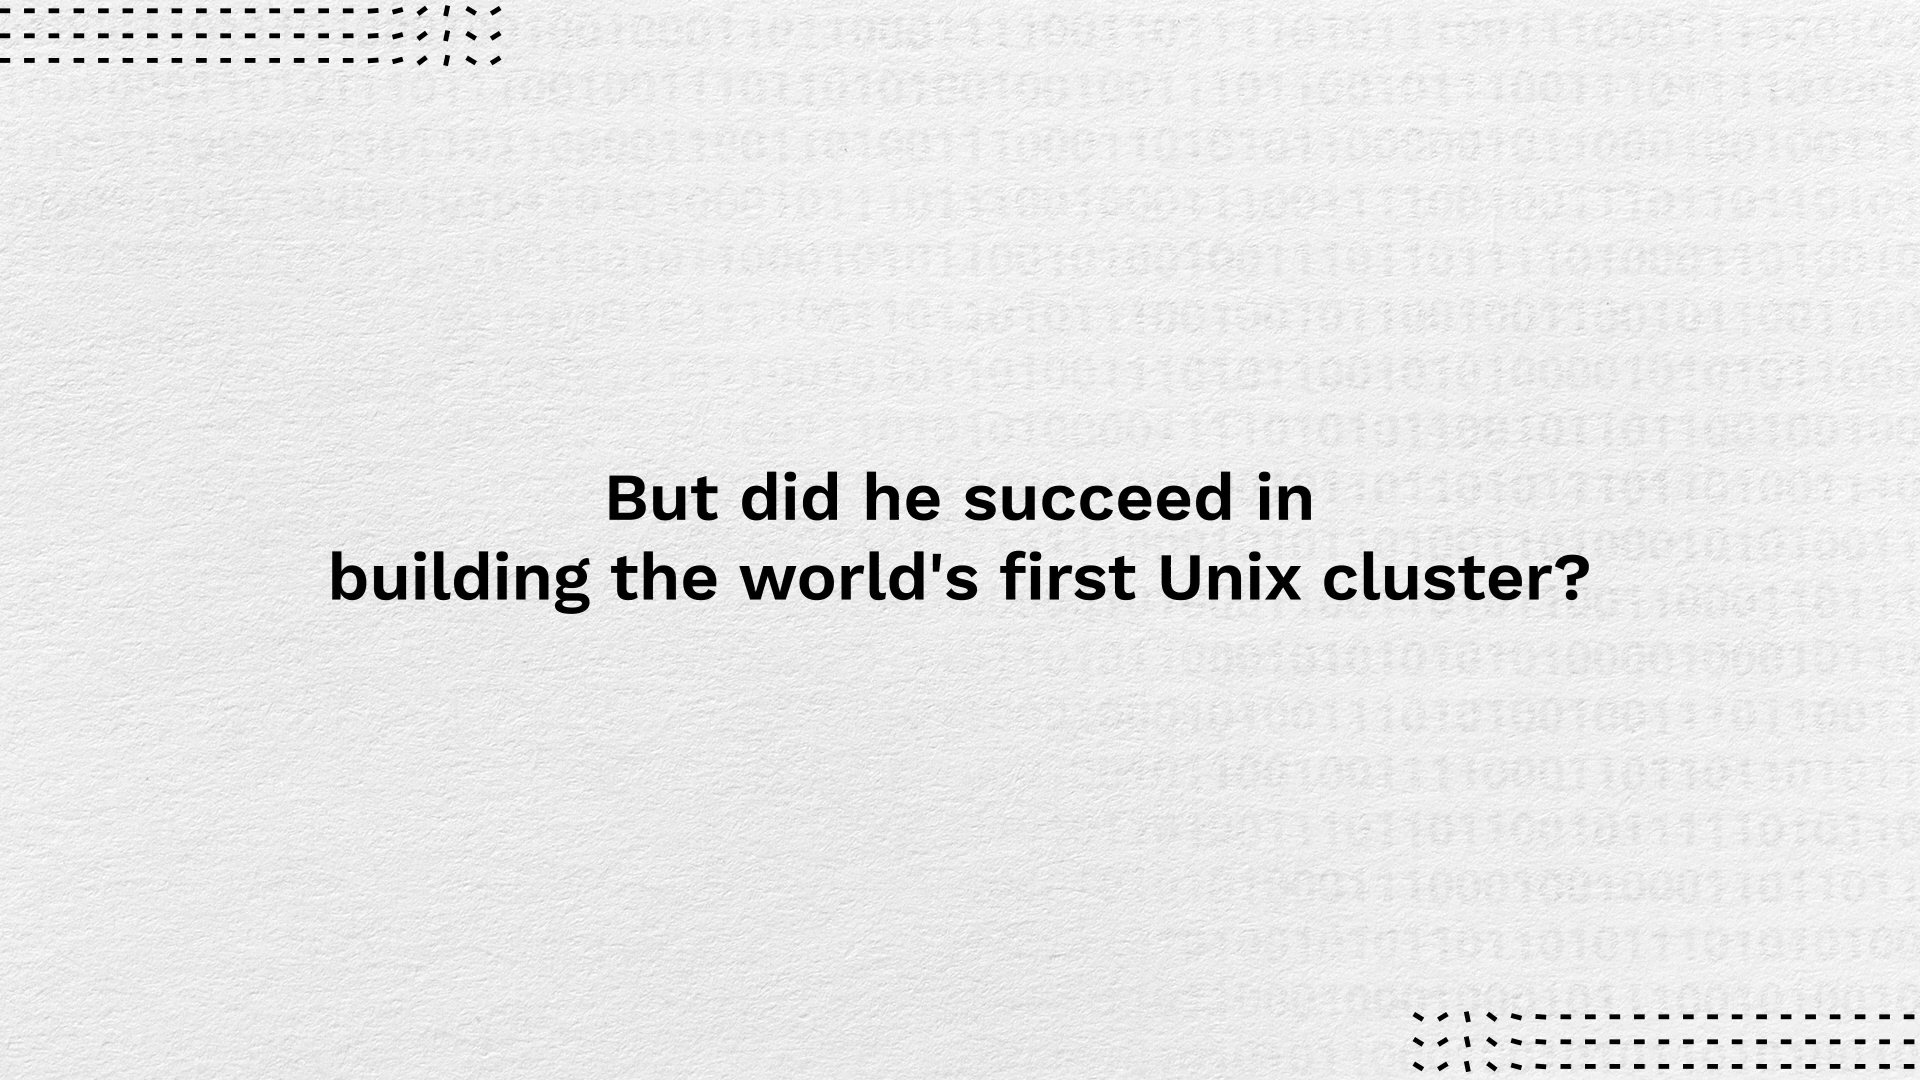 But did he succeed in
building the world's first Unix cluster?